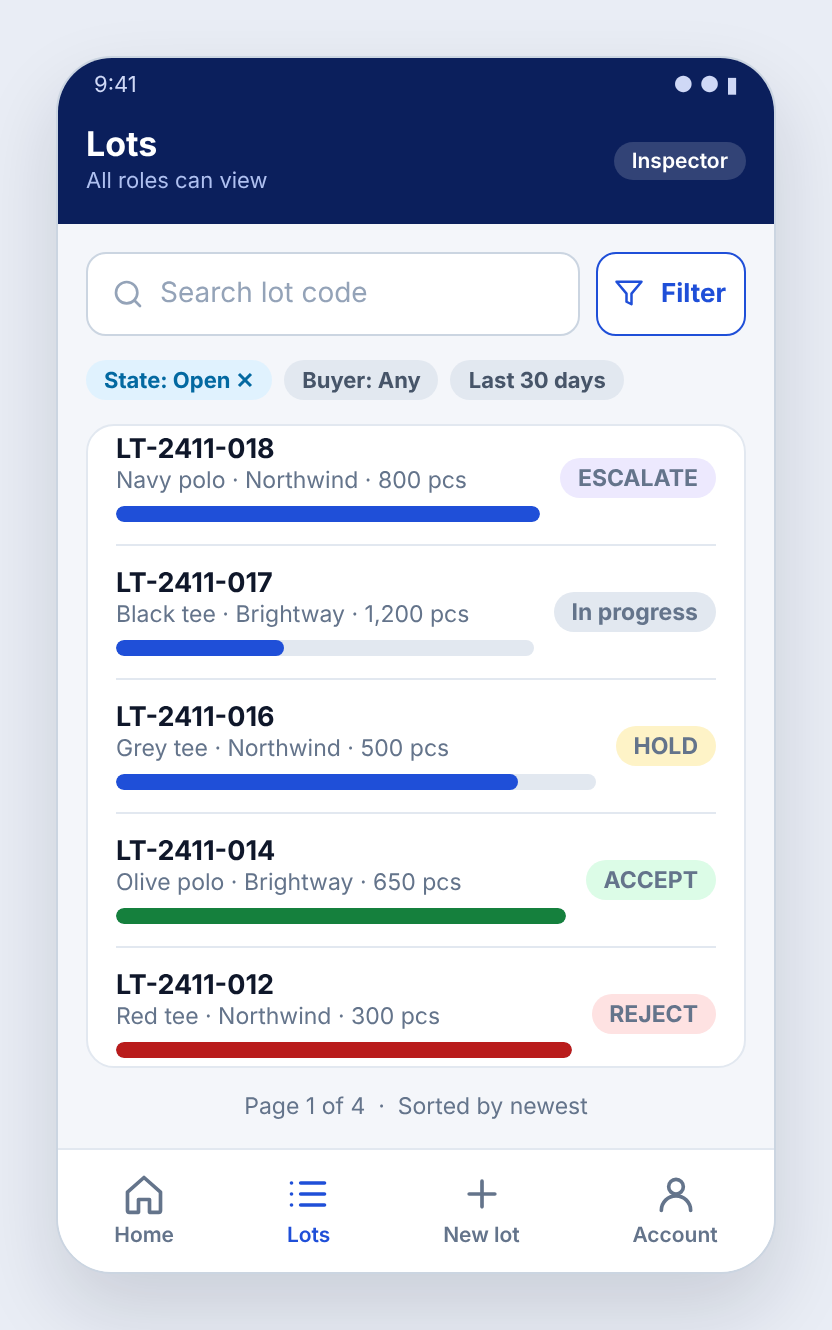 9:41
Lots
All roles can view
Inspector
Search lot code
Filter
State: Open ✕
Buyer: Any
Last 30 days
LT-2411-018
Navy polo · Northwind · 800 pcs
ESCALATE
LT-2411-017
Black tee · Brightway · 1,200 pcs
In progress
LT-2411-016
Grey tee · Northwind · 500 pcs
HOLD
LT-2411-014
Olive polo · Brightway · 650 pcs
ACCEPT
LT-2411-012
Red tee · Northwind · 300 pcs
REJECT
Page 1 of 4 · Sorted by newest
Home
Lots
New lot
Account